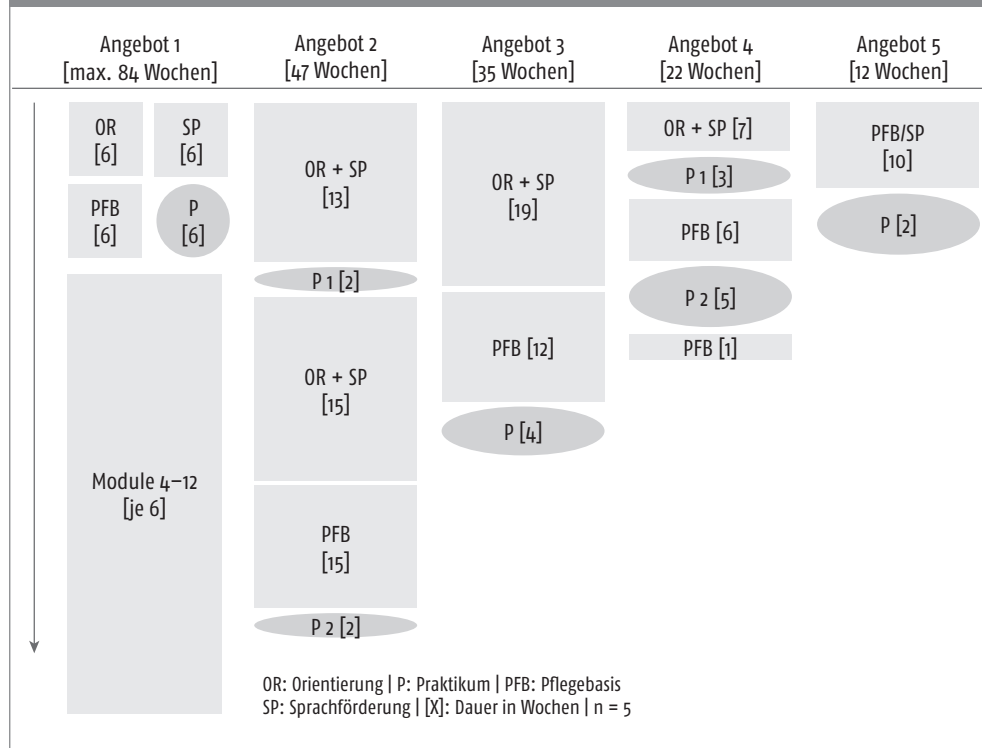 Angebot 1
[max. 84 Wochen]
Angebot 2
[47 Wochen]
Angebot 3
[35 Wochen]
Angebot 4
[22 Wochen]
Angebot 5
[12 Wochen]
OR
[6]
SP
[6]
PFB
[6]
P
[6]
Module 4–12
[je 6]
OR + SP
[13]
P 1 [2]
OR + SP
[15]
PFB
[15]
P 2 [2]
OR + SP
[19]
PFB [12]
P [4]
OR + SP [7]
P 1 [3]
PFB [6]
P 2 [5]
PFB [1]
PFB/SP
[10]
P [2]
OR: Orientierung | P: Praktikum | PFB: Pflegebasis
SP: Sprachförderung | [X]: Dauer in Wochen | n = 5